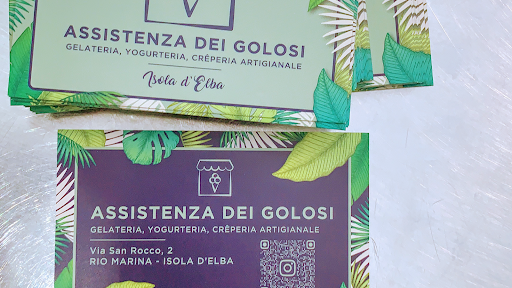 ASSISTENZA DEI GOLOSI
GELATERIA, YOGURTERIA, CRÊPERIA ARTIGIANALE
Isola d'Elba
ASSISTENZA DEI GOLOSI
GELATERIA, YOGURTERIA, CRÊPERIA ARTIGIANALE
Via San Rocco, 2
RIO MARINA - ISOLA D'ELBA